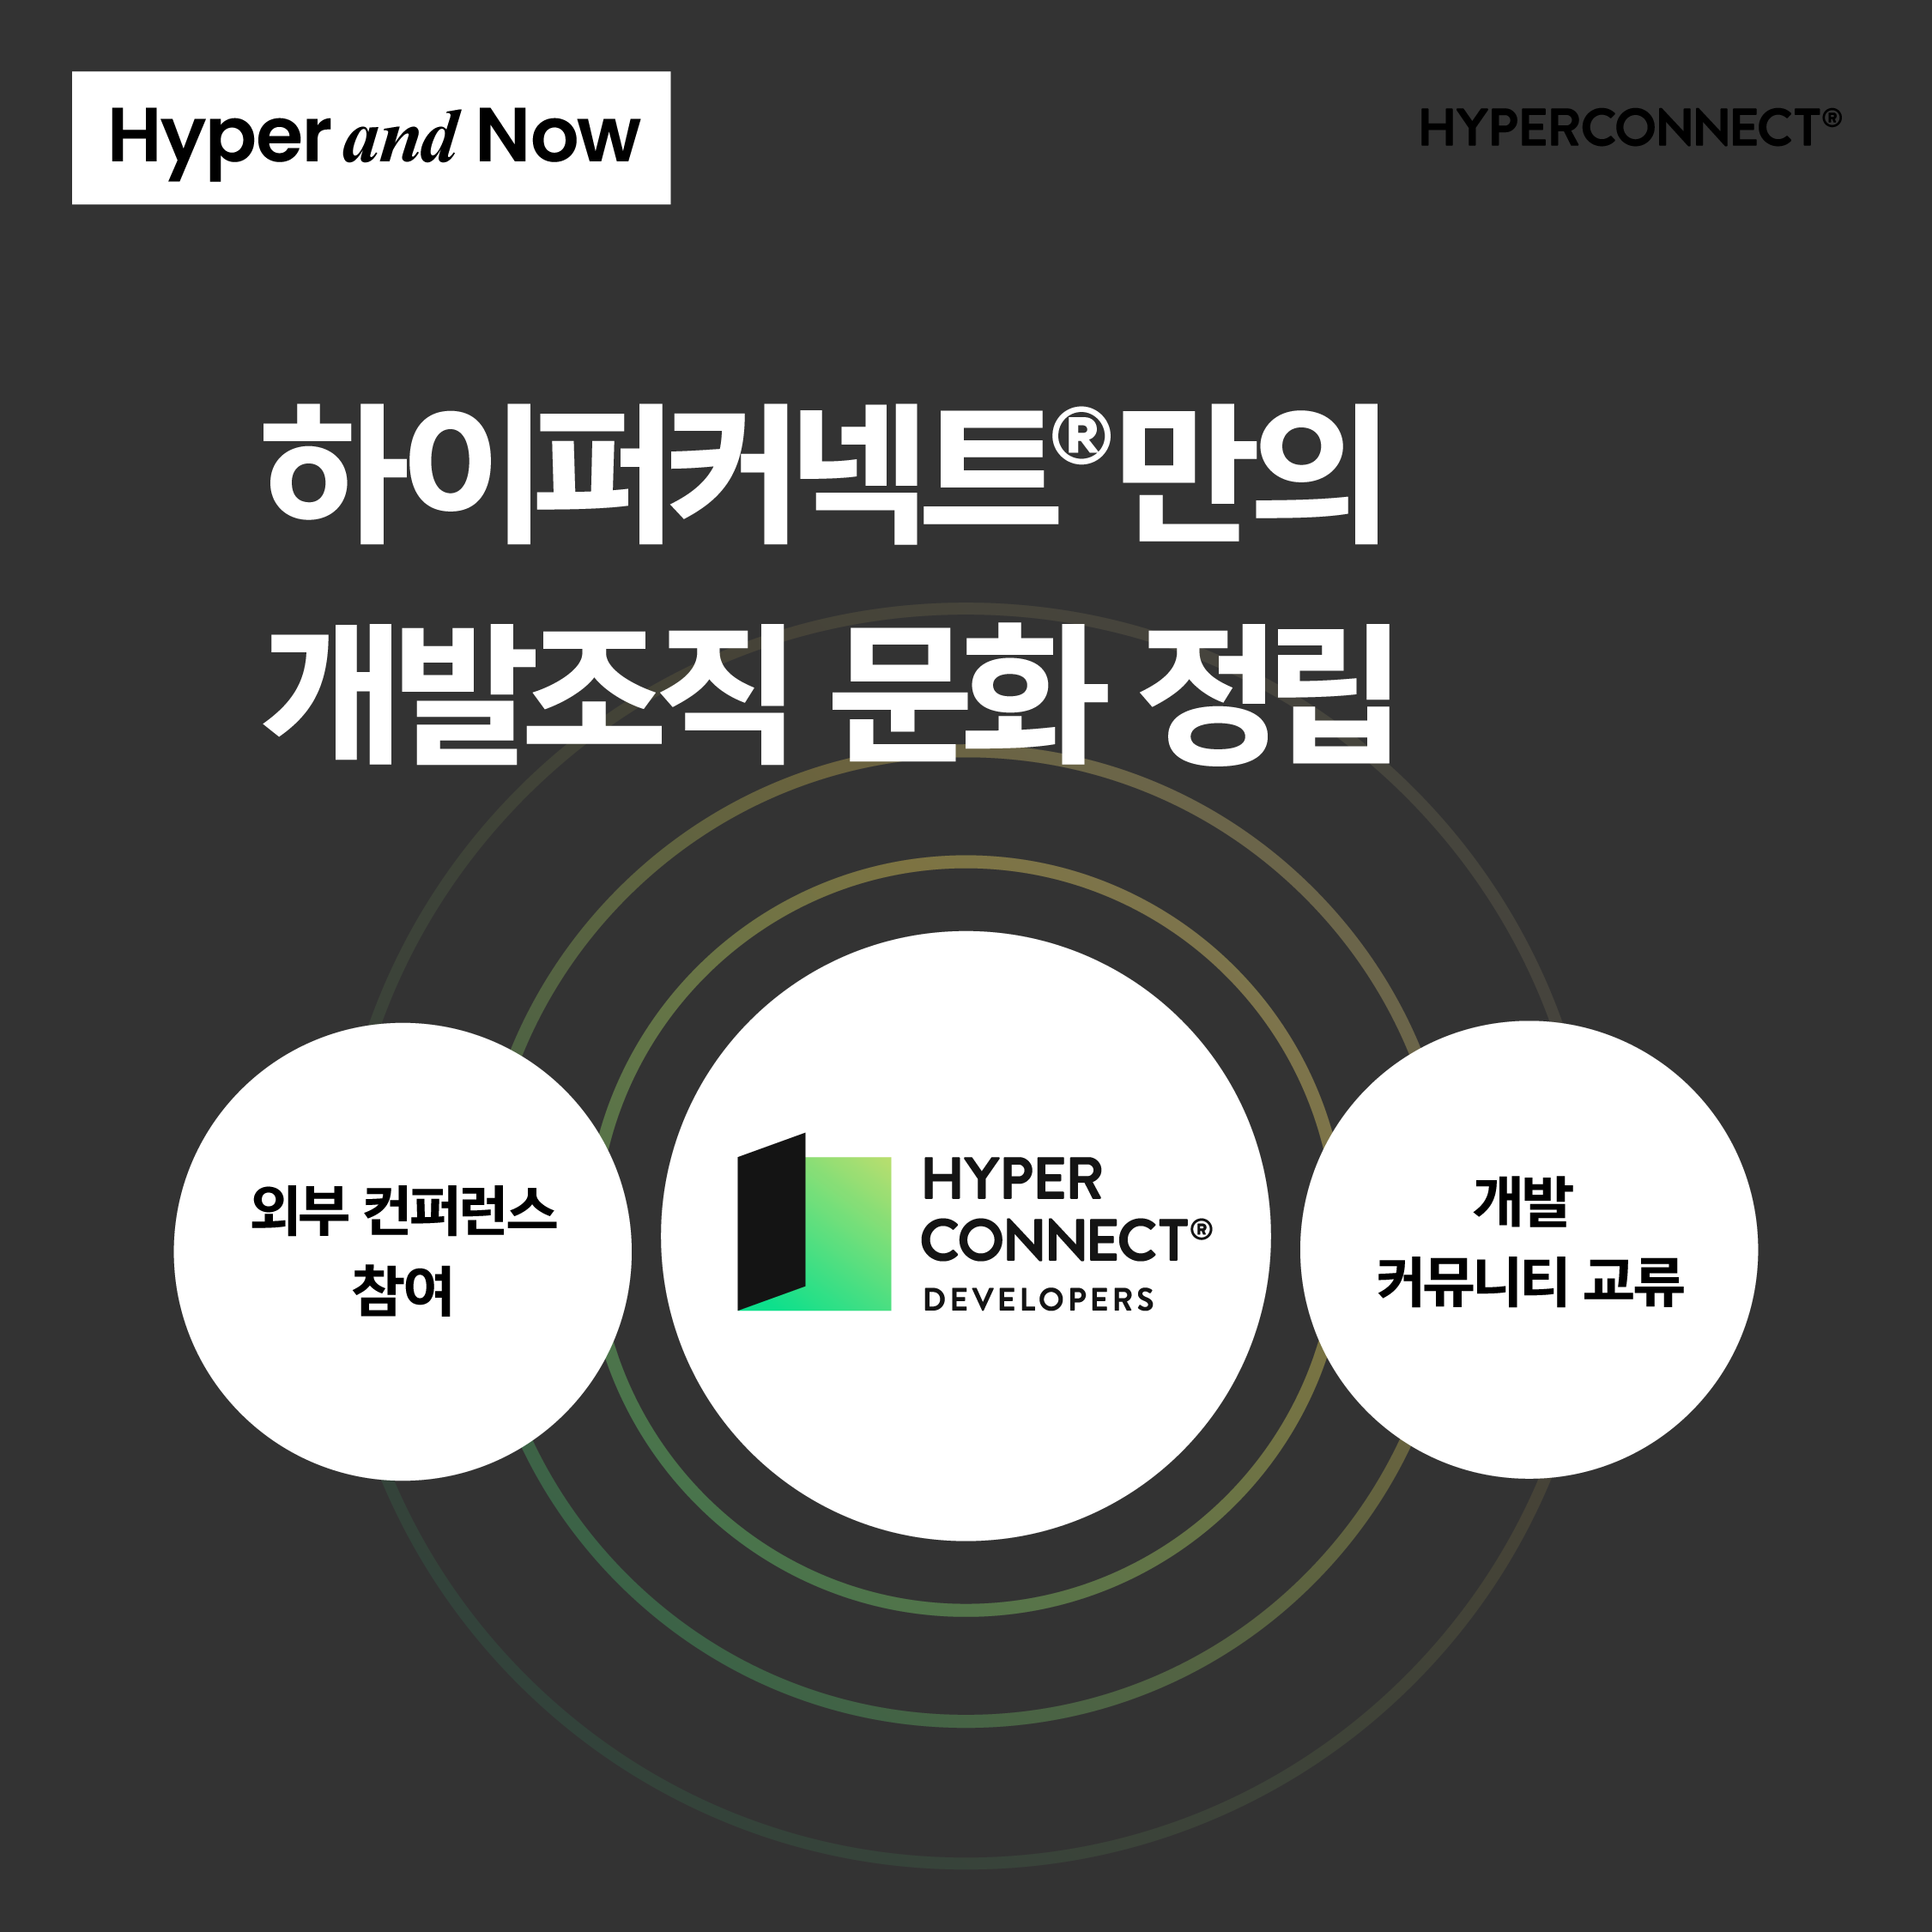 Hyper and Now
HYPERCONNECT®
하이퍼커넥트®만의
개발조직 문화 정립
외부 컨퍼런스
참여
HYPER
CONNECT®
DEVELOPERS
개발
커뮤니티 교류